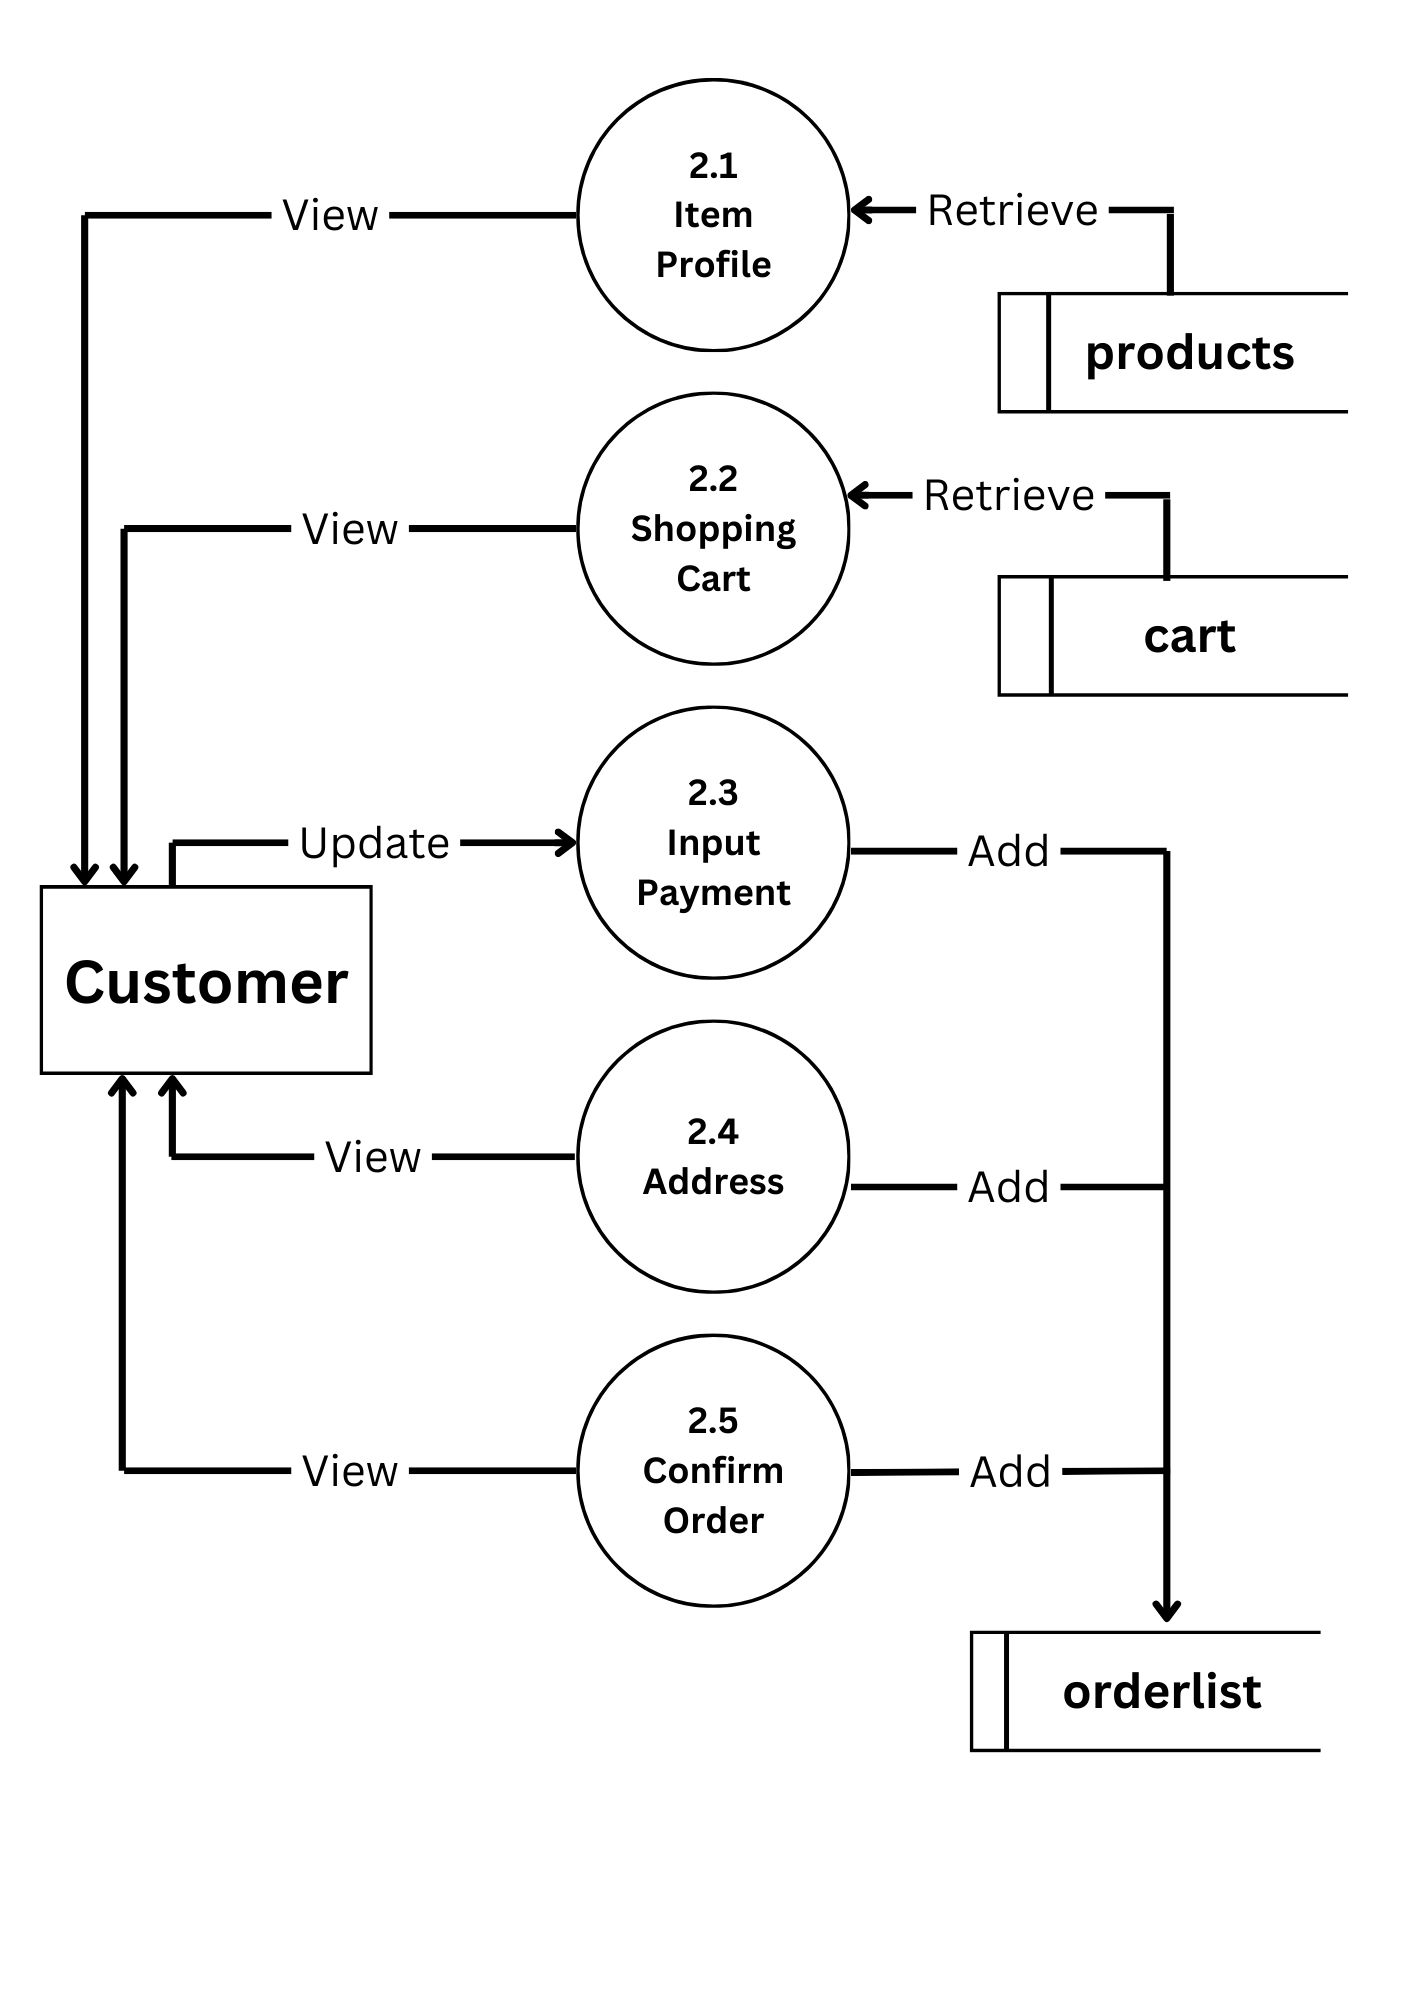 2.1
Item
Profile
View
Retrieve
products
2.2
Shopping
Cart
View
Retrieve
cart
2.3
Input
Payment
Update
Add
Customer
2.4
Address
View
Add
2.5
Confirm
Order
View
Add
orderlist